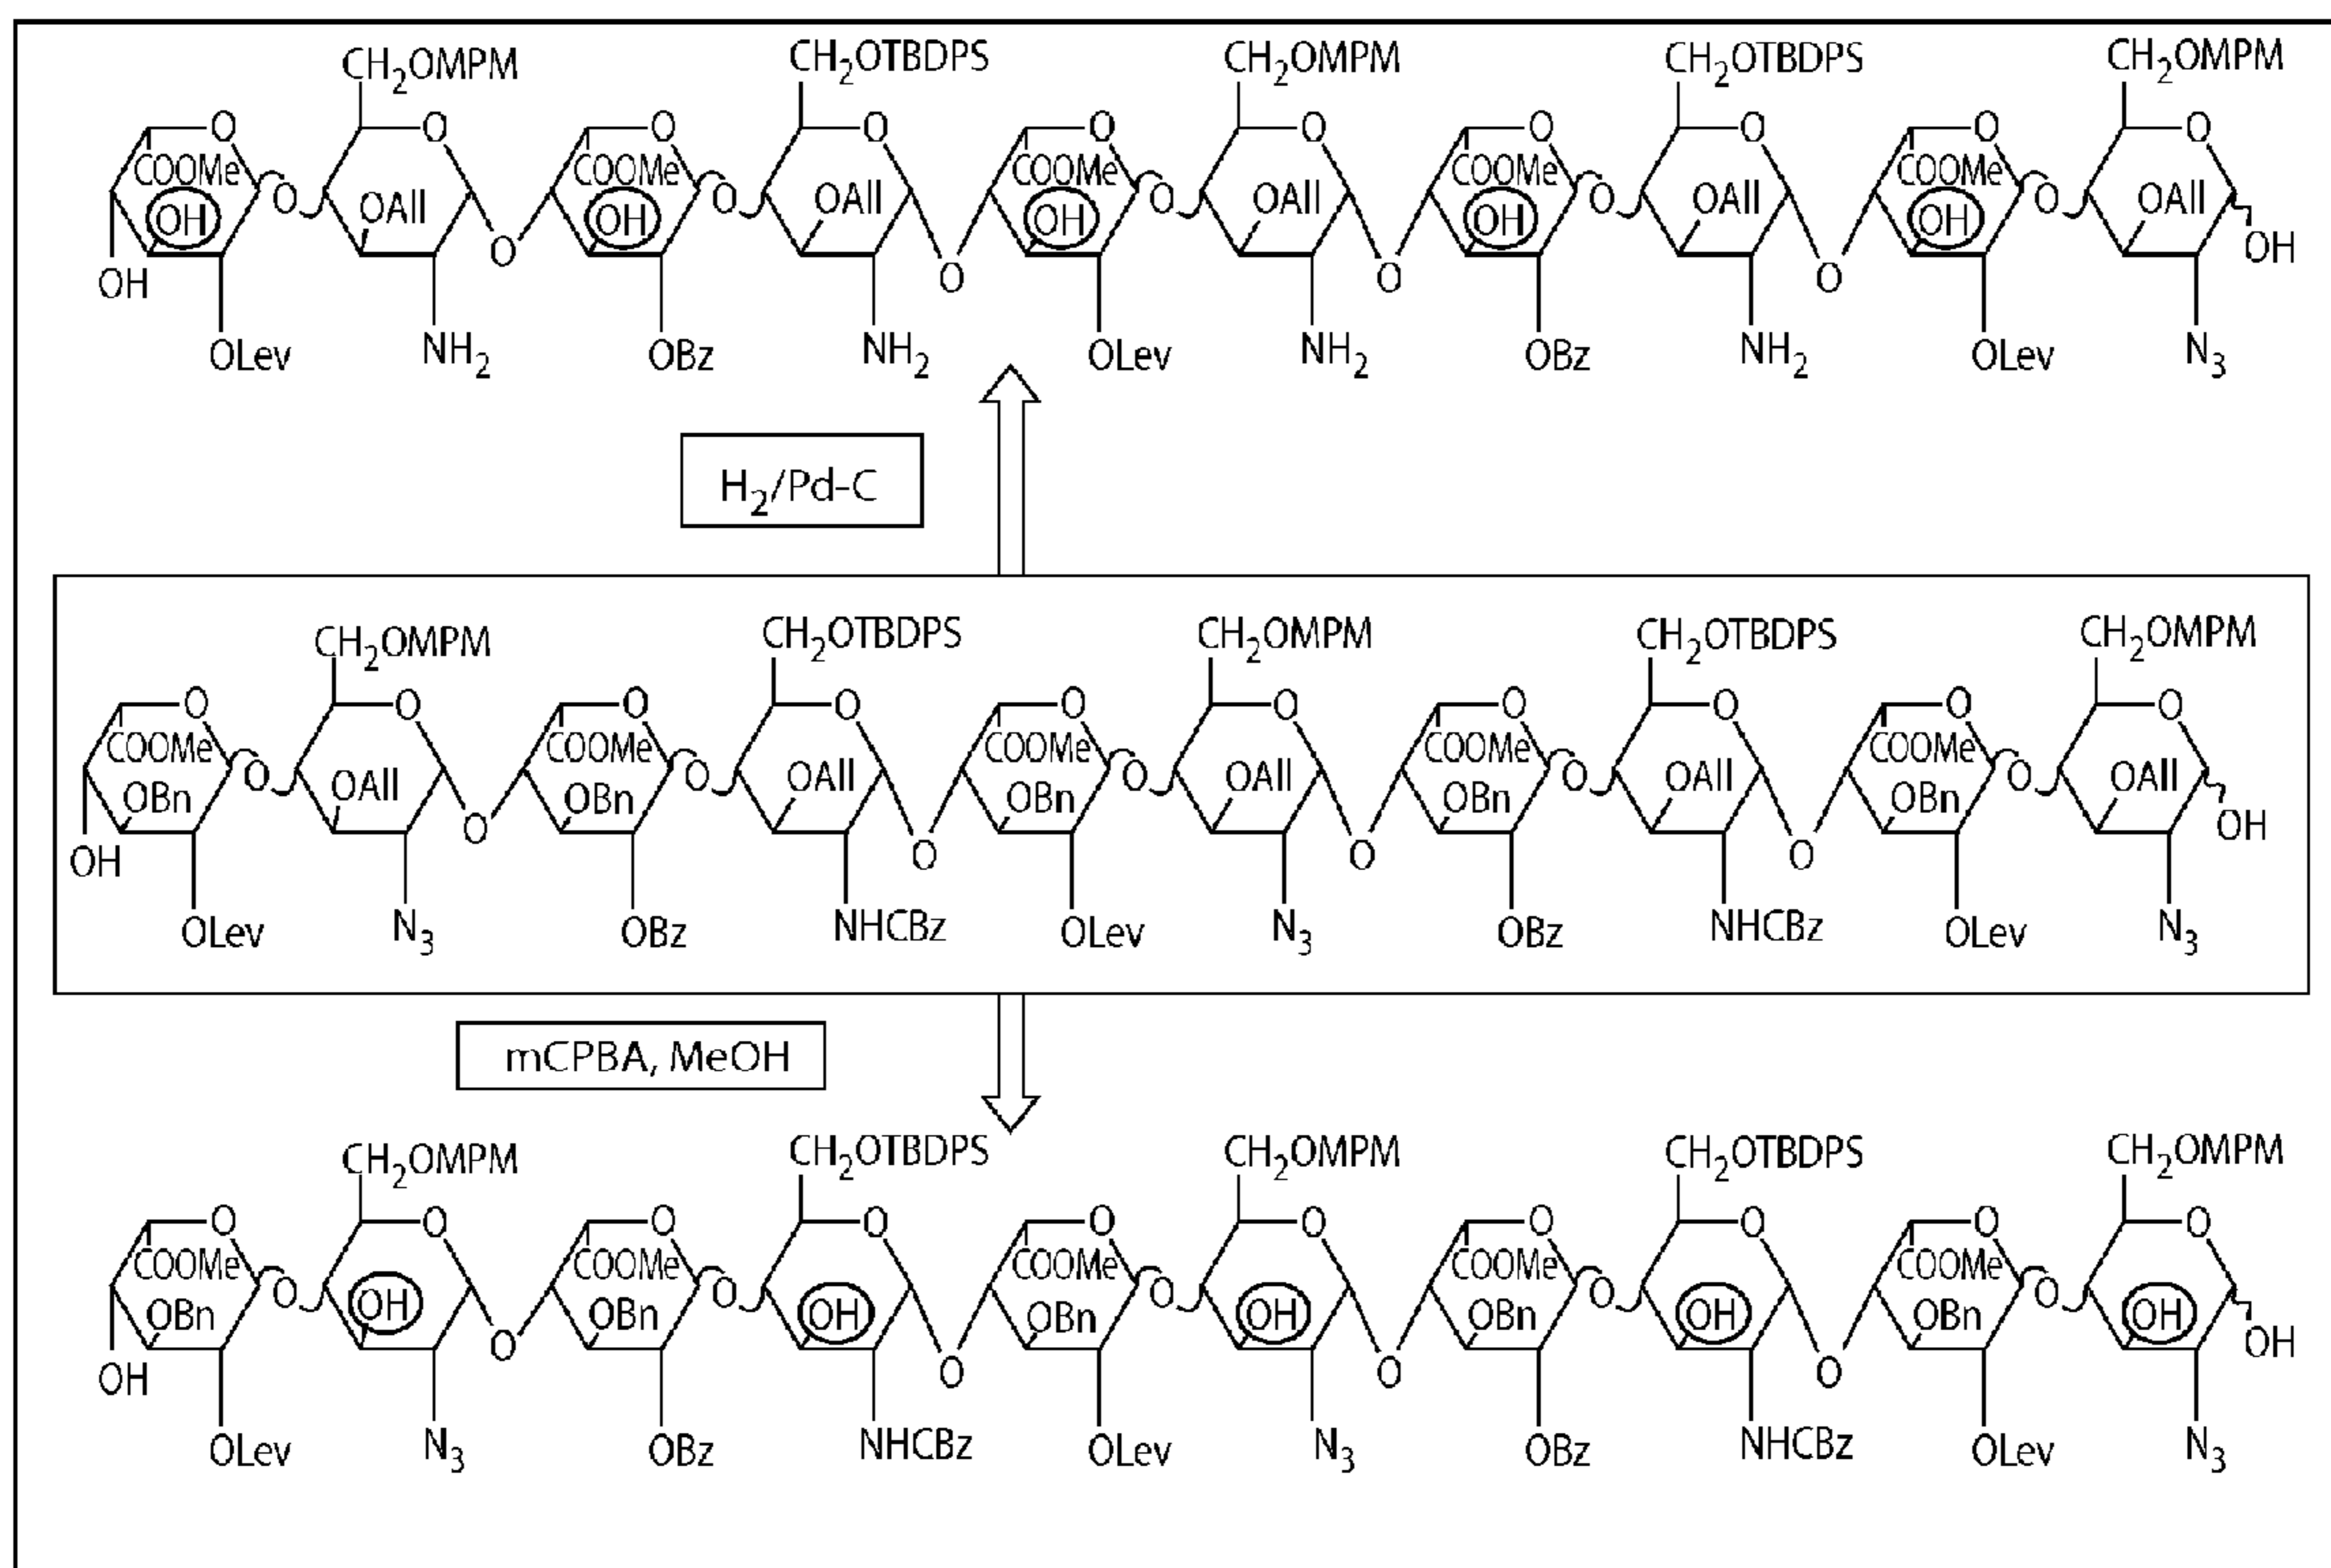 CH2OMPM CH2OTBDPS CH2OMPM CH2OTBDPS CH2OMPM
O O O O O O O O O O
COOMe COOMe COOMe COOMe COOMe
OH O OAll OH O OAll OH O OAll OH O OAll OH O OAll
OH O O O O OH
OLev NH2 OBz NH2 OLev NH2 OBz NH2 OLev N3
H2/Pd-C
CH2OMPM CH2OTBDPS CH2OMPM CH2OTBDPS CH2OMPM
O O O O O O O O O O
COOMe COOMe COOMe COOMe COOMe
OBn O OAll OBn O OAll OBn O OAll OBn O OAll OBn O OAll
OH O O O O OH
OLev N3 OBz NHCBz OLev N3 OBz NHCBz OLev N3
mCPBA, MeOH
CH2OMPM CH2OTBDPS CH2OMPM CH2OTBDPS CH2OMPM
O O O O O O O O O O
COOMe COOMe COOMe COOMe COOMe
OBn O OH OBn O OH OBn O OH OBn O OH OBn O OH
OH O O O O OH
OLev N3 OBz NHCBz OLev N3 OBz NHCBz OLev N3